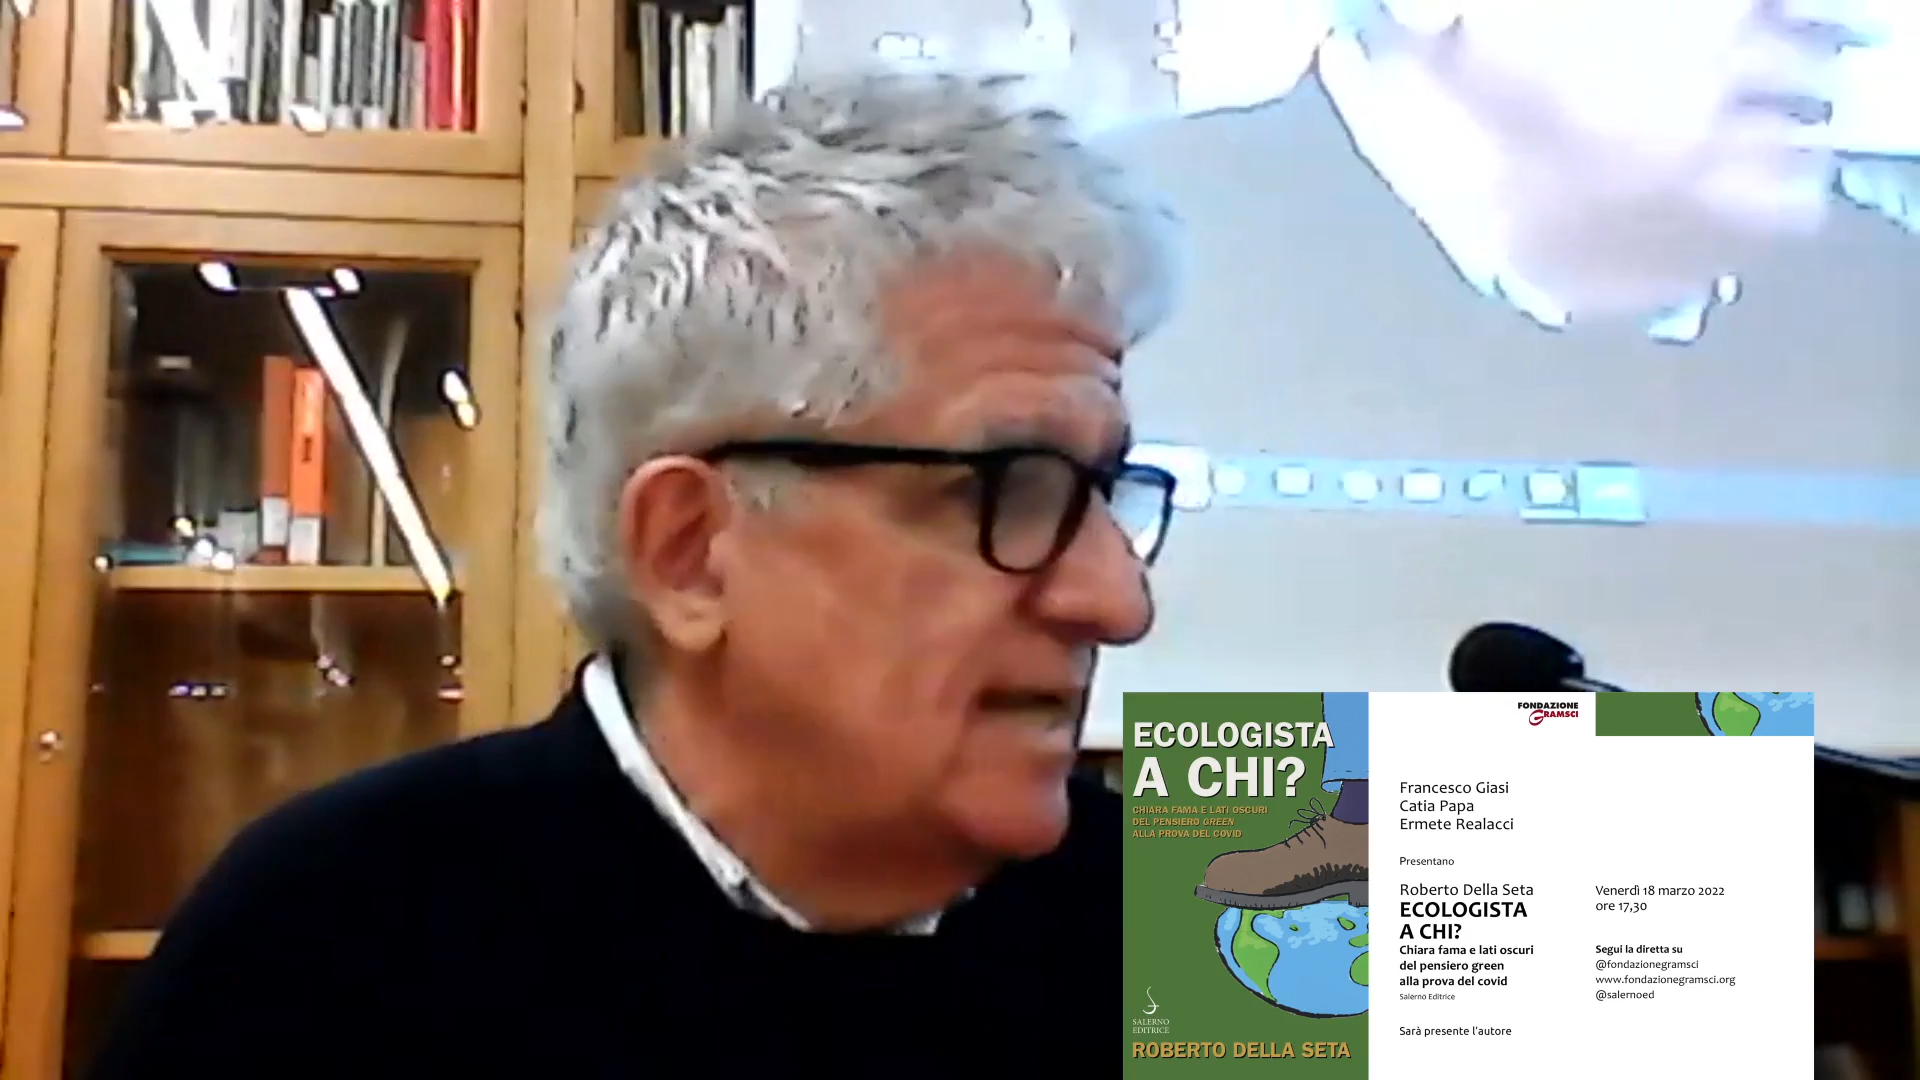 ECOLOGISTA
A CHI?
CHIARA FAMA E LATI OSCURI
DEL PENSIERO GREEN
ALLA PROVA DEL COVID
SALERNO
EDITRICE
ROBERTO DELLA SETA
FONDAZIONE
GRAMSCI
Francesco Giasi
Catia Papa
Ermete Realacci
Presentano
Roberto Della Seta
ECOLOGISTA
A CHI?
Chiara fama e lati oscuri
del pensiero green
alla prova del covid
Salerno Editrice
Sarà presente l'autore
Venerdì 18 marzo 2022
ore 17,30
Segui la diretta su
@fondazionegramsci
www.fondazionegramsci.org
@salernoed